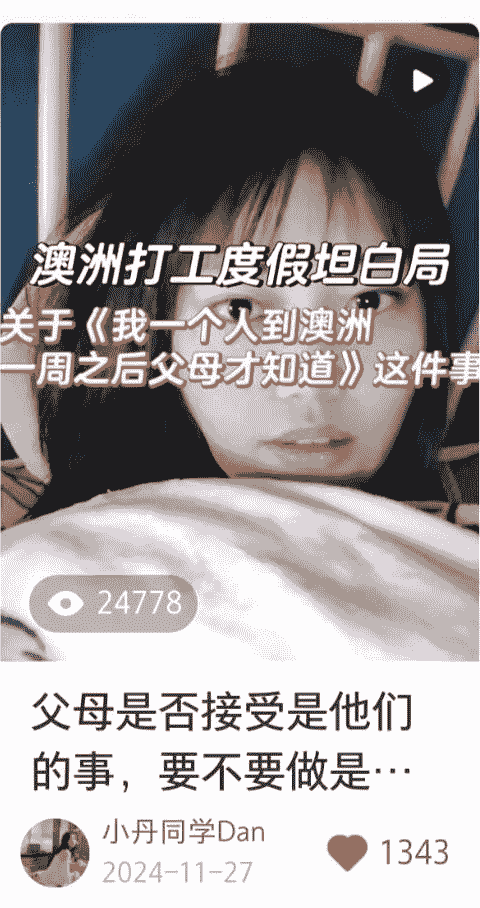 澳洲打工度假坦白局
关于《我一个人到澳洲
一周之后父母才知道》这件事
24778
父母是否接受是他们
的事，要不要做是…
小丹同学Dan
2024-11-27
1343